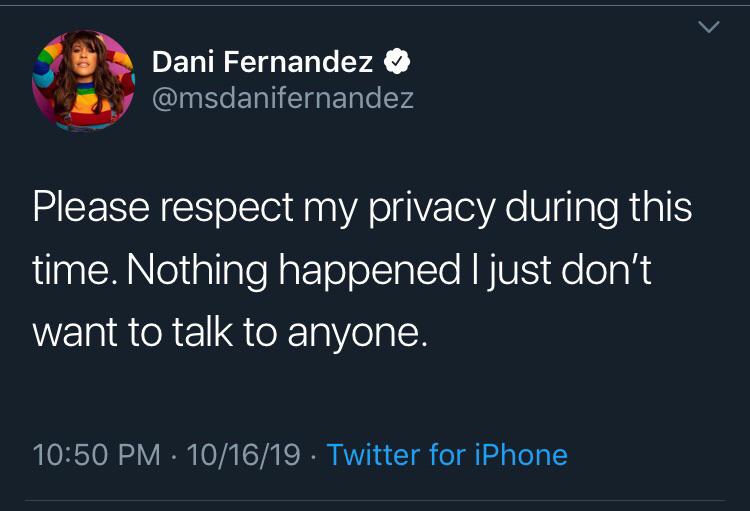 Dani Fernandez
@msdanifernandez
Please respect my privacy during this
time. Nothing happened I just don’t
want to talk to anyone.
10:50 PM · 10/16/19 · Twitter for iPhone